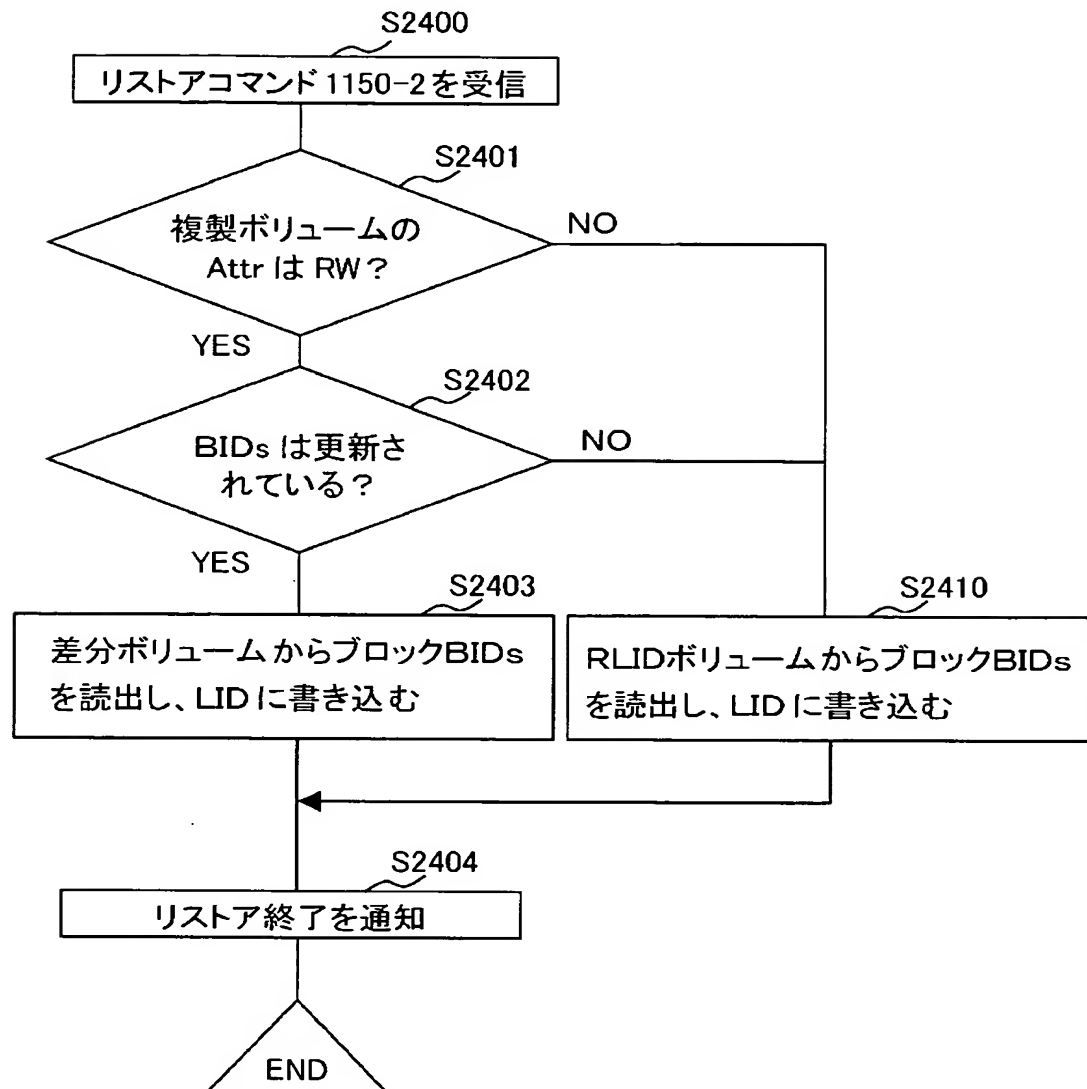 S2400
リストアコマンド 1150-2 を受信
S2401
複製ボリュームの
Attr は RW？
NO
YES
S2402
BIDs は更新さ
れている？
NO
YES
S2403
差分ボリュームからブロックBIDs
を読出し、LID に書き込む
S2410
RLIDボリュームからブロックBIDs
を読出し、LID に書き込む
S2404
リストア終了を通知
END